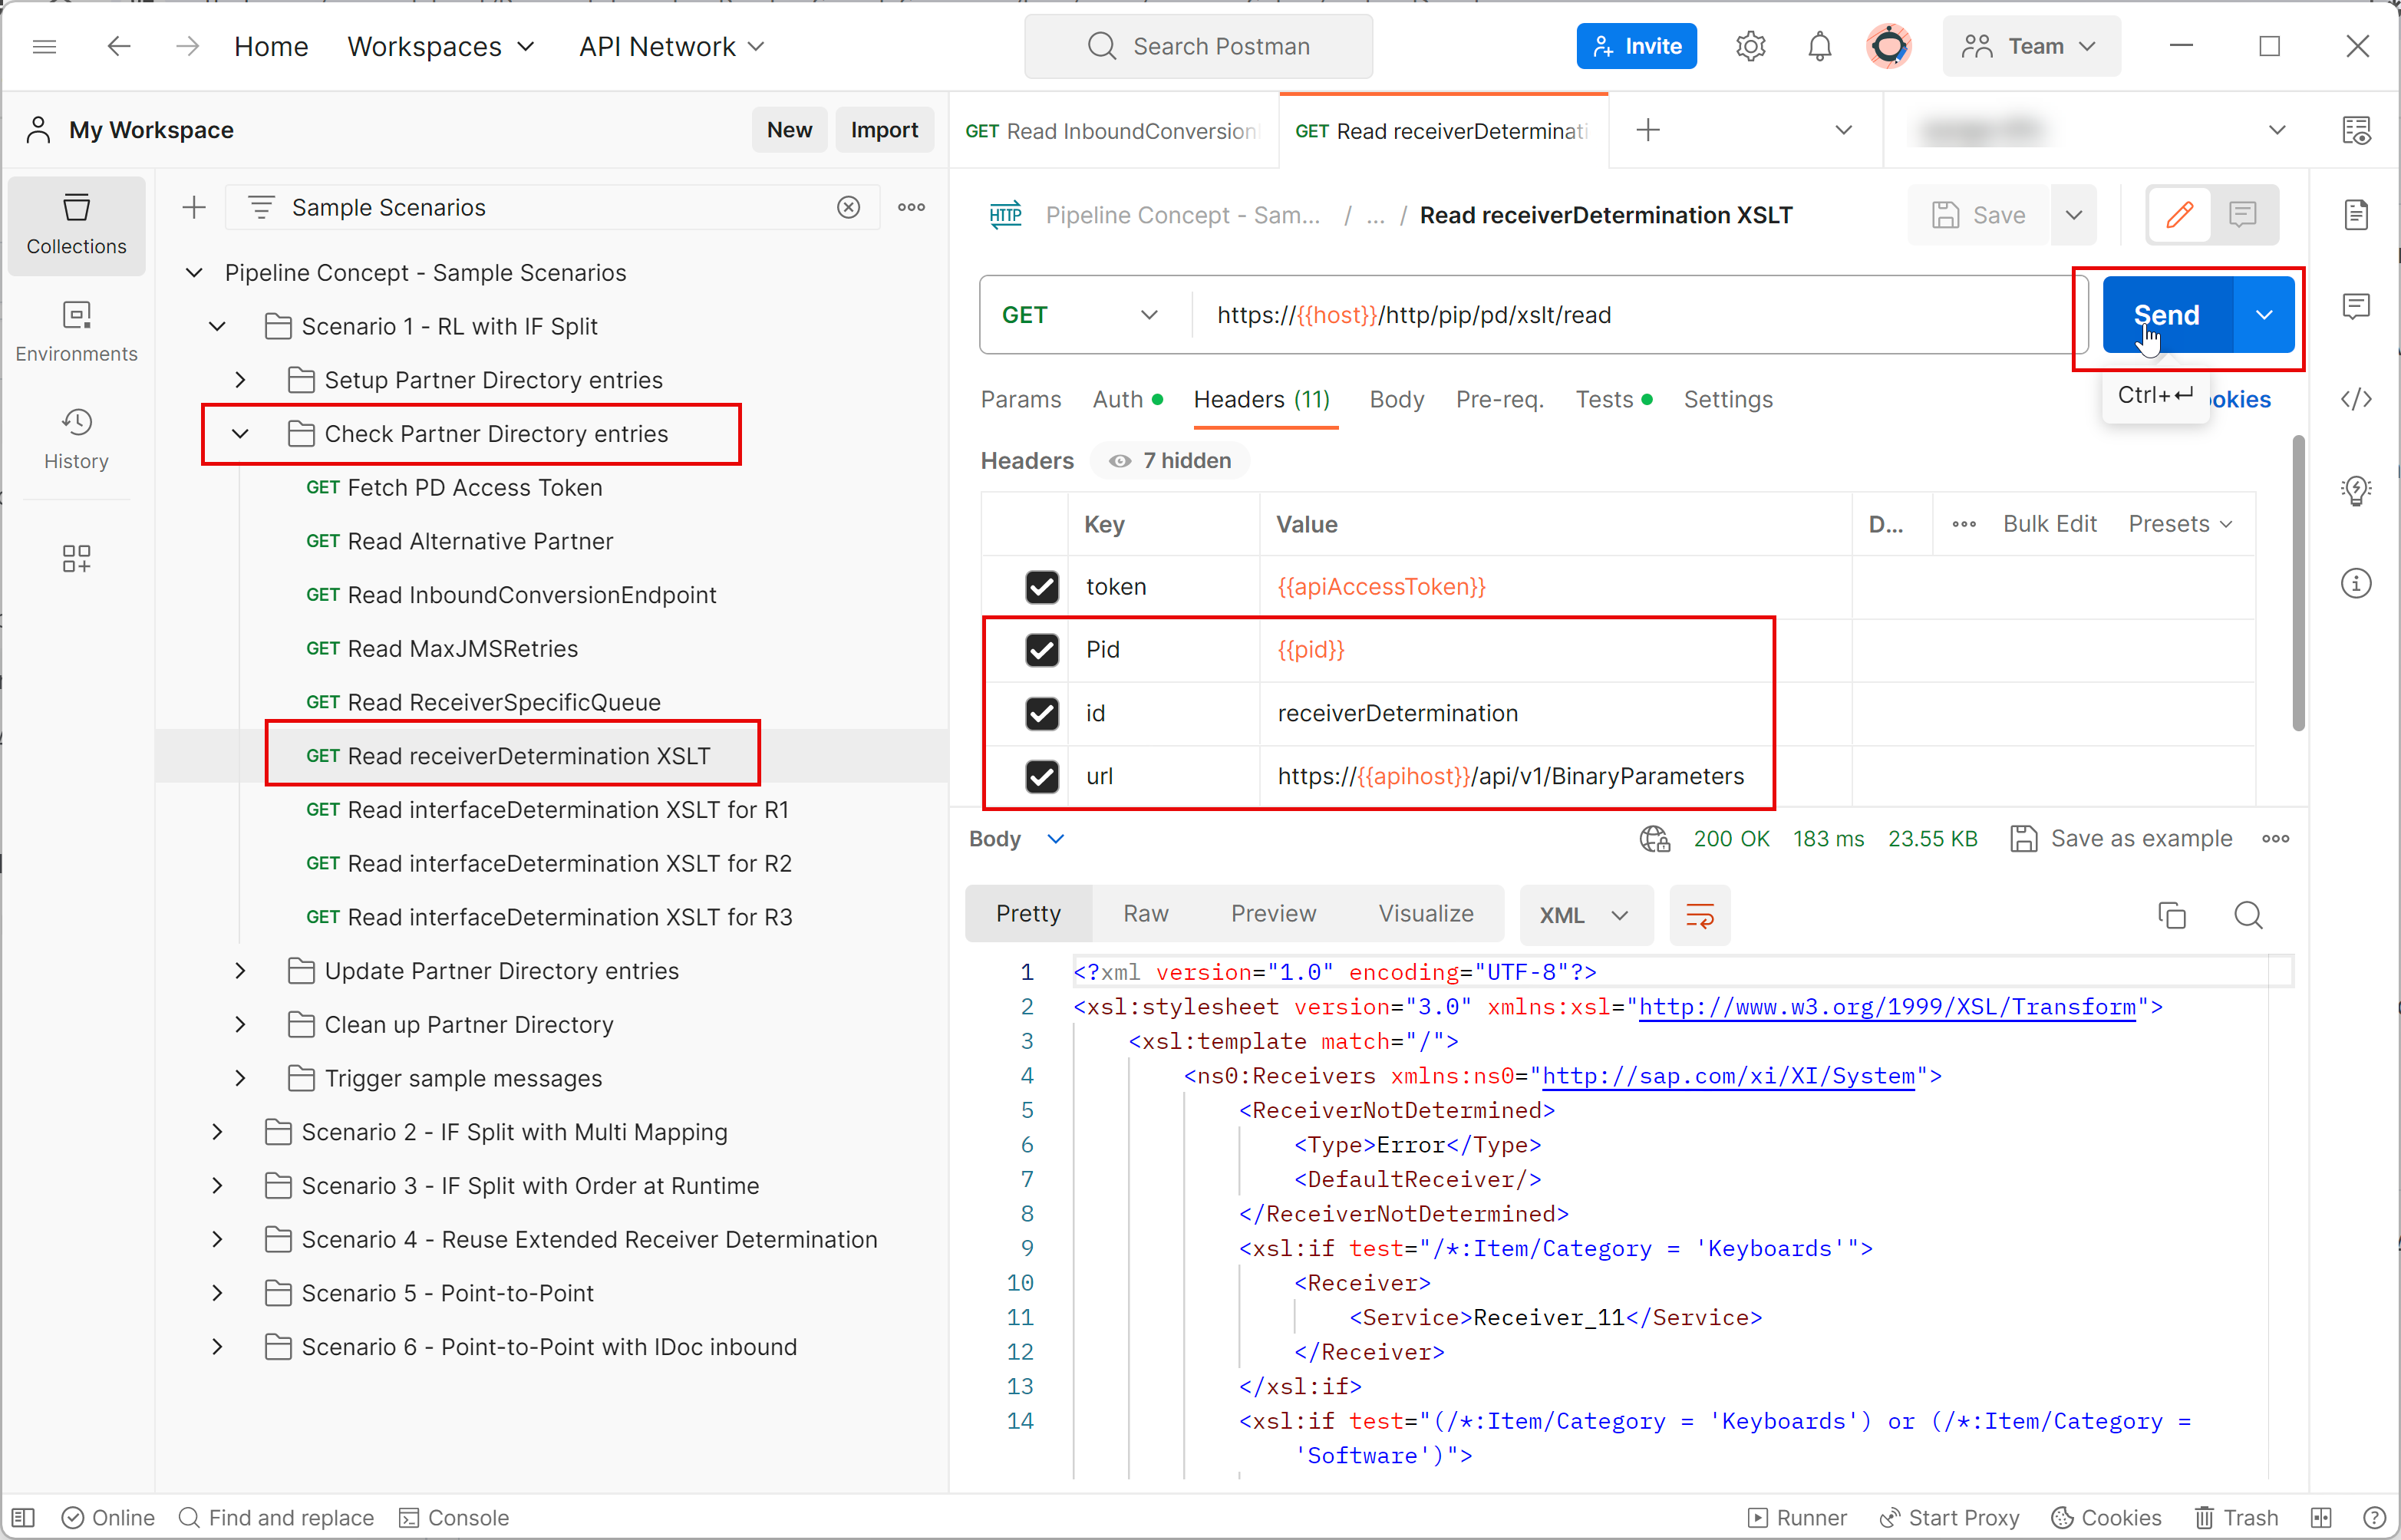 Home Workspaces API Network Search Postman Invite Team
My Workspace New Import GET Read InboundConversion GET Read receiverDeterminati
Collections
Environments
History
Sample Scenarios
Pipeline Concept - Sample Scenarios
Scenario 1 - RL with IF Split
Setup Partner Directory entries
Check Partner Directory entries
GET Fetch PD Access Token
GET Read Alternative Partner
GET Read InboundConversionEndpoint
GET Read MaxJMSRetries
GET Read ReceiverSpecificQueue
GET Read receiverDetermination XSLT
GET Read interfaceDetermination XSLT for R1
GET Read interfaceDetermination XSLT for R2
GET Read interfaceDetermination XSLT for R3
Update Partner Directory entries
Clean up Partner Directory
Trigger sample messages
Scenario 2 - IF Split with Multi Mapping
Scenario 3 - IF Split with Order at Runtime
Scenario 4 - Reuse Extended Receiver Determination
Scenario 5 - Point-to-Point
Scenario 6 - Point-to-Point with IDoc inbound
HTTP Pipeline Concept - Sam... / ... / Read receiverDetermination XSLT Save
GET https://{{host}}/http/pip/pd/xslt/read Send
Ctrl+↵
Params Auth Headers (11) Body Pre-req. Tests Settings ookies
Headers 7 hidden
Key Value D... Bulk Edit Presets
token {{apiAccessToken}}
Pid {{pid}}
id receiverDetermination
url https://{{apihost}}/api/v1/BinaryParameters
Body 200 OK 183 ms 23.55 KB Save as example
Pretty Raw Preview Visualize XML
1 <?xml version="1.0" encoding="UTF-8"?>
2 <xsl:stylesheet version="3.0" xmlns:xsl="http://www.w3.org/1999/XSL/Transform">
3 <xsl:template match="/">
4 <ns0:Receivers xmlns:ns0="http://sap.com/xi/XI/System">
5 <ReceiverNotDetermined>
6 <Type>Error</Type>
7 <DefaultReceiver/>
8 </ReceiverNotDetermined>
9 <xsl:if test="/*:Item/Category = 'Keyboards'">
10 <Receiver>
11 <Service>Receiver_11</Service>
12 </Receiver>
13 </xsl:if>
14 <xsl:if test="(/*:Item/Category = 'Keyboards') or (/*:Item/Category =
'Software')">
Online Find and replace Console Runner Start Proxy Cookies Trash